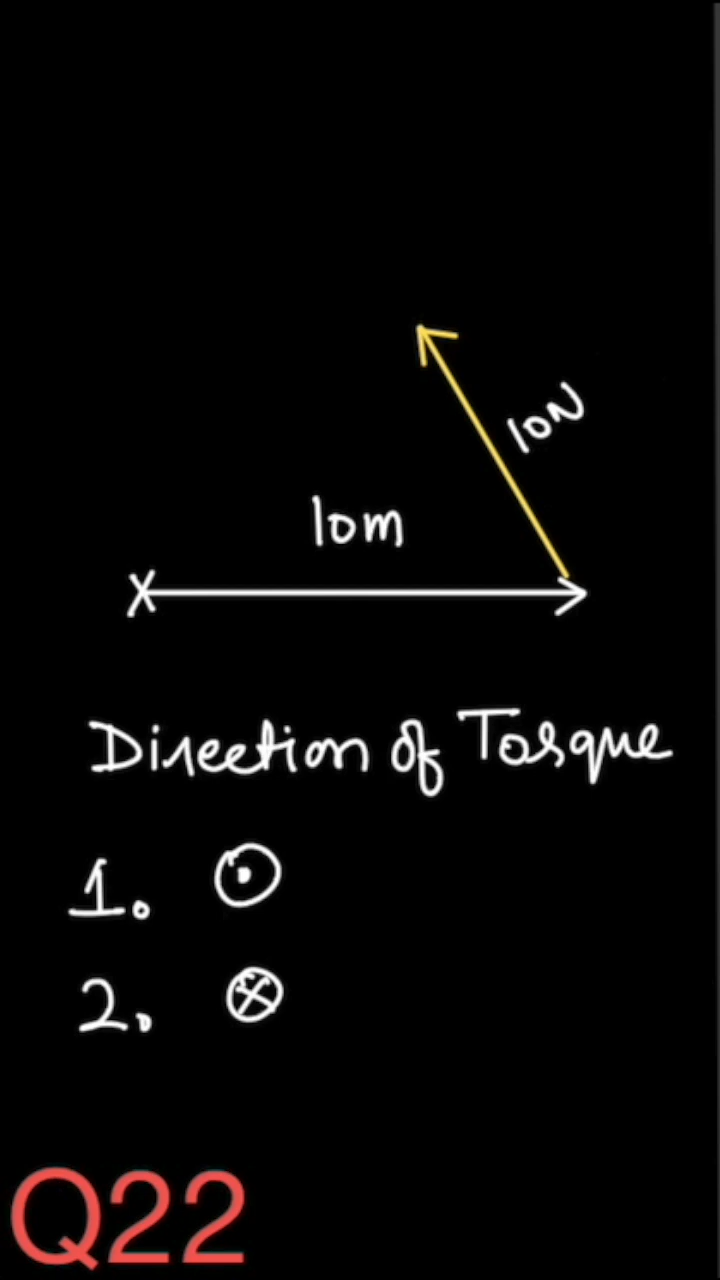 10N
10m
X
Direction of Torque
1. ⊙
2. ⊗
Q22